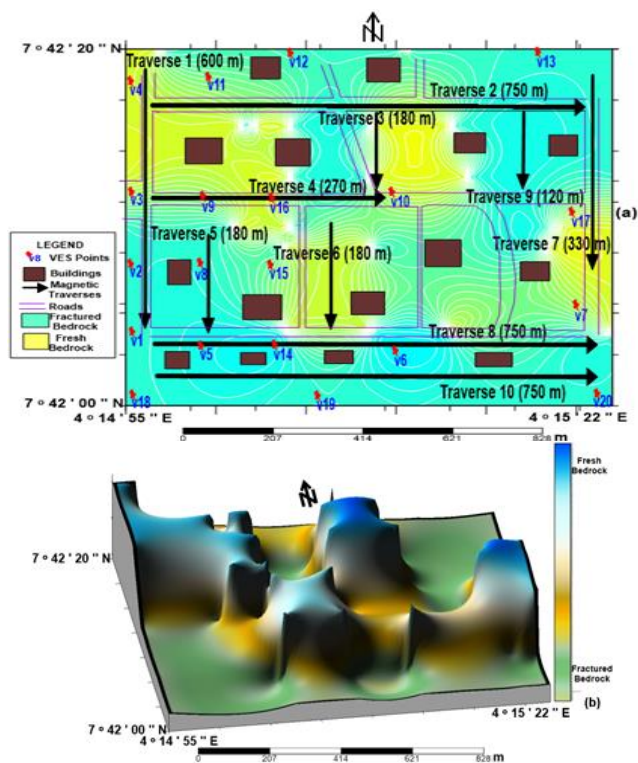 N
7 º 42 ' 20 '' N
Traverse 1 (600 m)
v12
v13
v4
v11
Traverse 2 (750 m)
Traverse 3 (180 m)
Traverse 4 (270 m)
v3
v9
v16
v10
Traverse 9 (120 m)
v17
(a)
Traverse 5 (180 m)
Traverse 6 (180 m)
Traverse 7 (330 m)
LEGEND
v8 VES Points
Buildings
Magnetic
Traverses
Roads
Fractured
Bedrock
Fresh
Bedrock
v2
v8
v15
v7
v1
Traverse 8 (750 m)
v5
v14
v6
Traverse 10 (750 m)
v18
v19
v20
7 º 42 ' 00 '' N
4 º 14 ' 55 '' E
4 º 15 ' 22 '' E
0 207 414 621 828 m
Fresh
Bedrock
N
7 º 42 ' 20 '' N
Fractured
Bedrock
(b)
7 º 42 ' 00 '' N
4 º 15 ' 22 '' E
4 º 14 ' 55 '' E
0 207 414 621 828 m